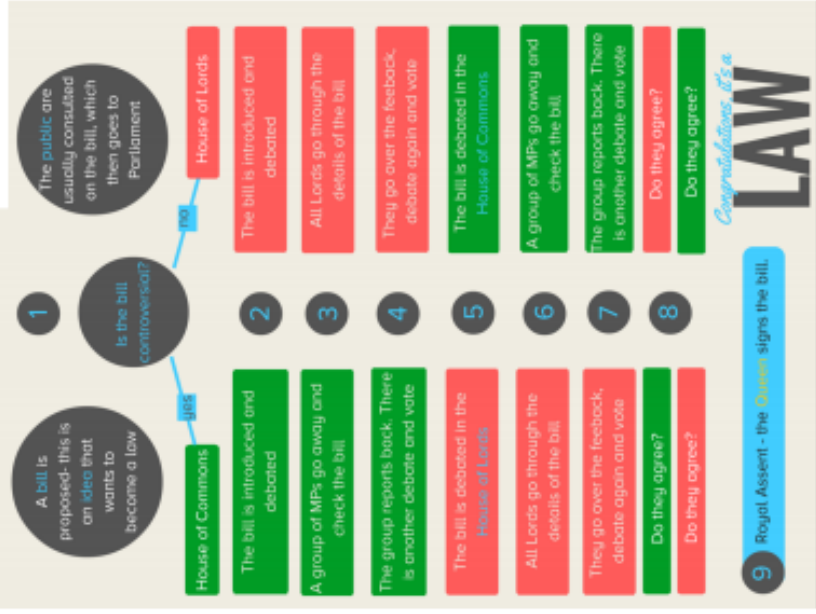 1
A bill is
proposed- this is
an idea that
wants to
become a law
The public are
usually consulted
on the bill, which
then goes to
Parliament
Is the bill
controversial?
yes
no
House of Commons
House of Lords
The bill is introduced and
debated
2
The bill is introduced and
debated
A group of MPs go away and
check the bill
3
All Lords go through the
details of the bill
The group reports back. There
is another debate and vote
4
They go over the feeback,
debate again and vote
The bill is debated in the
House of Lords
5
The bill is debated in the
House of Commons
All Lords go through the
details of the bill
6
A group of MPs go away and
check the bill
They go over the feeback,
debate again and vote
7
The group reports back. There
is another debate and vote
Do they agree?
Do they agree?
8
Do they agree?
Do they agree?
9
Royal Assent - the Queen signs the bill.
Congratulations, it's a
LAW